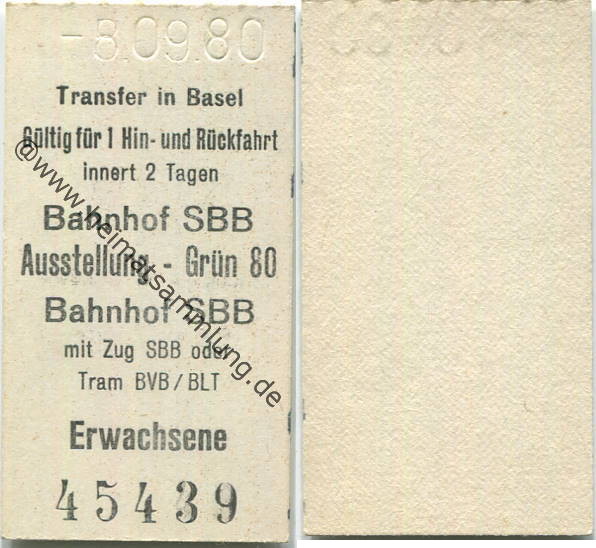 -8.09.80
Transfer in Basel
Gültig für 1 Hin- und Rückfahrt
innert 2 Tagen
Bahnhof SBB
Ausstellung - Grün 80
Bahnhof SBB
mit Zug SBB oder
Tram BVB/BLT
Erwachsene
45439
@www.heimatsammlung.de